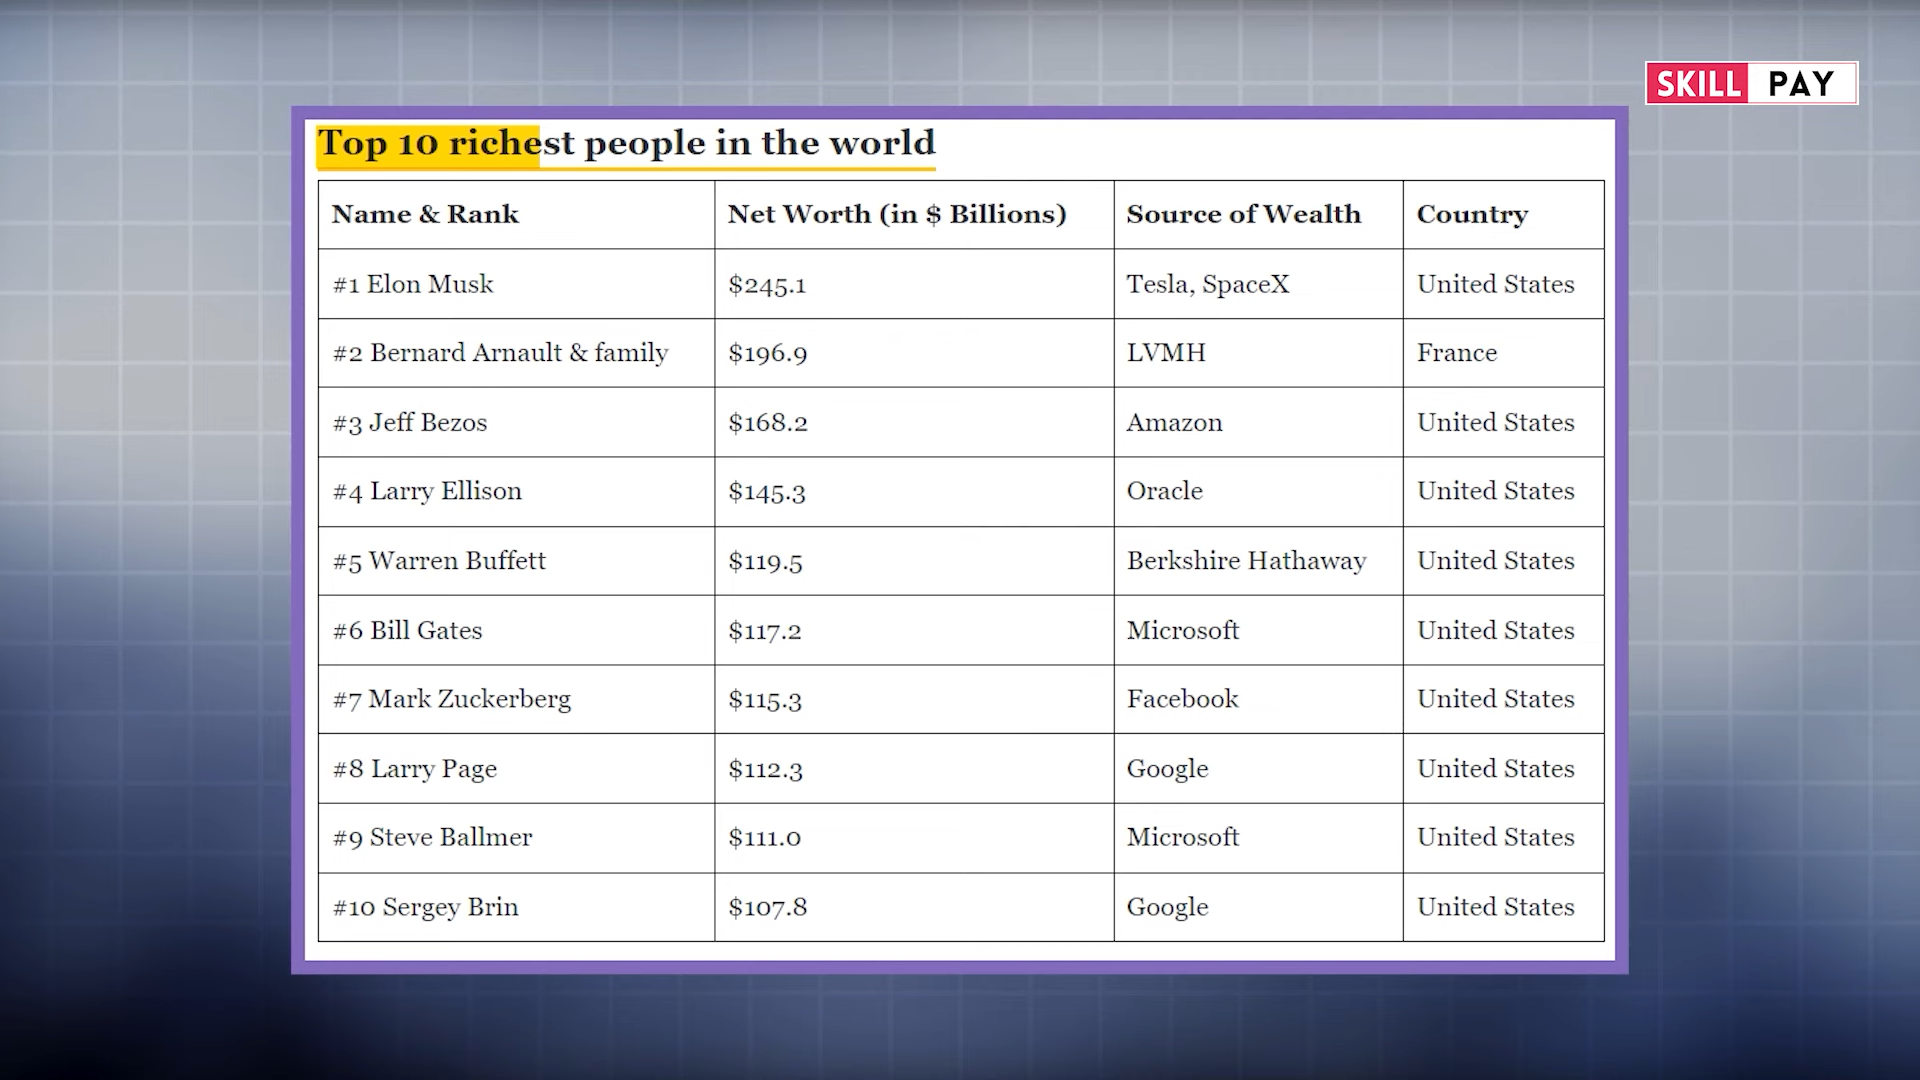 SKILL PAY
Top 10 richest people in the world
Name & Rank Net Worth (in $ Billions) Source of Wealth Country
#1 Elon Musk $245.1 Tesla, SpaceX United States
#2 Bernard Arnault & family $196.9 LVMH France
#3 Jeff Bezos $168.2 Amazon United States
#4 Larry Ellison $145.3 Oracle United States
#5 Warren Buffett $119.5 Berkshire Hathaway United States
#6 Bill Gates $117.2 Microsoft United States
#7 Mark Zuckerberg $115.3 Facebook United States
#8 Larry Page $112.3 Google United States
#9 Steve Ballmer $111.0 Microsoft United States
#10 Sergey Brin $107.8 Google United States